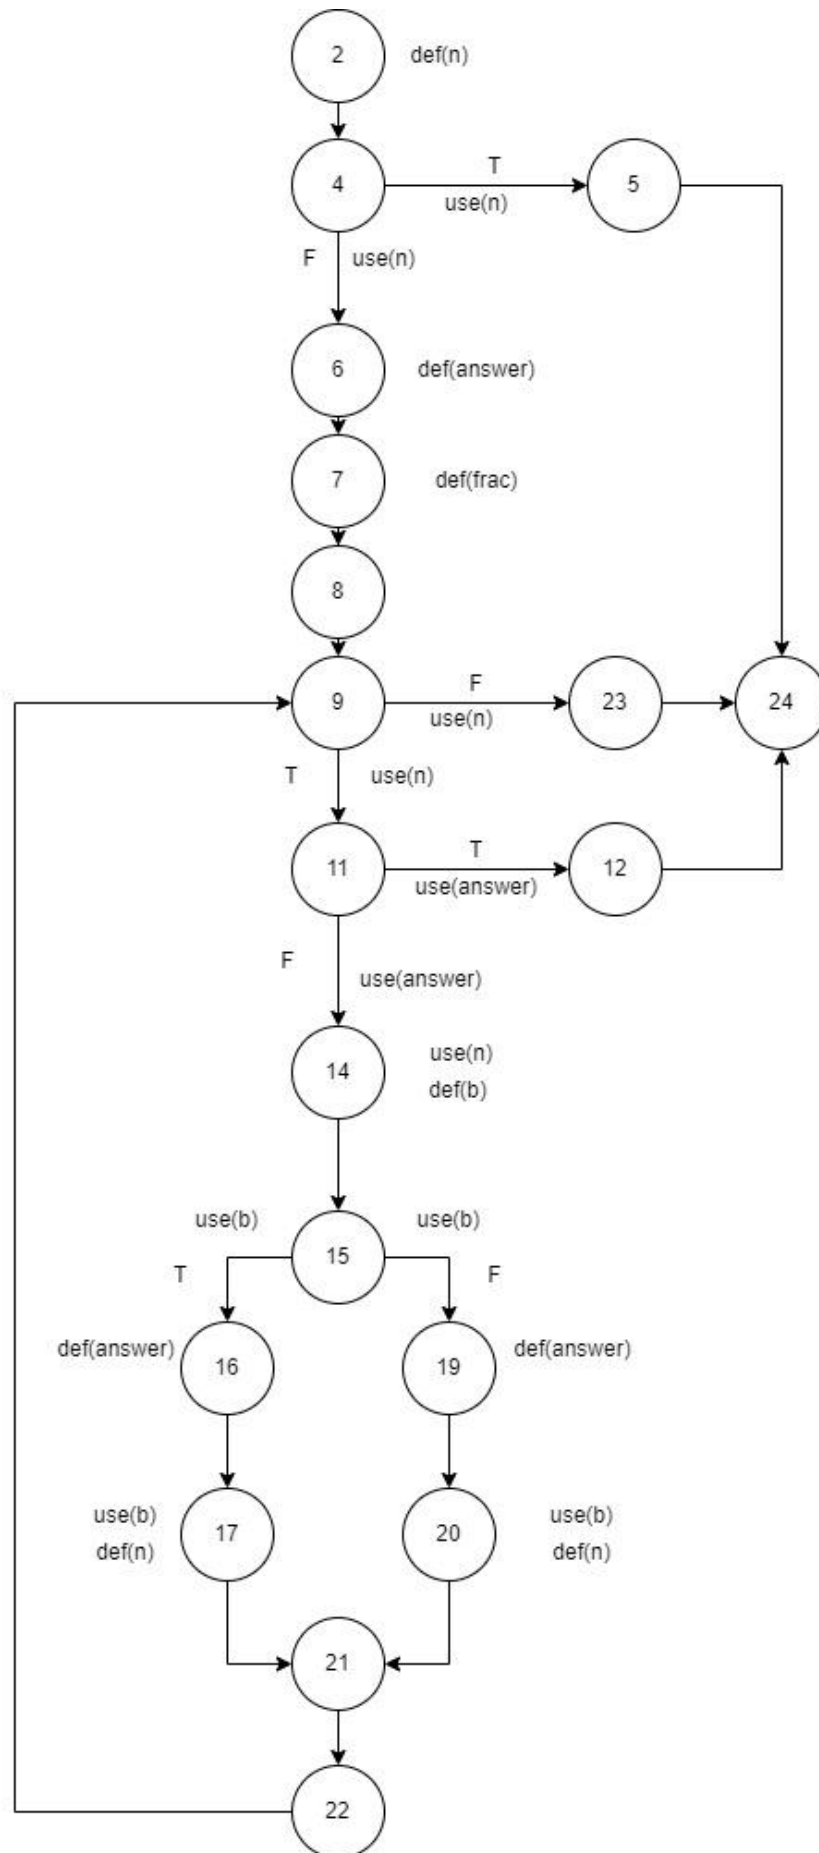 2
def(n)
4
T
use(n)
5
F
use(n)
6
def(answer)
7
def(frac)
8
9
F
use(n)
23
24
T
use(n)
11
T
use(answer)
12
F
use(answer)
14
use(n)
def(b)
use(b)
use(b)
15
T
F
def(answer)
16
19
def(answer)
use(b)
def(n)
17
20
use(b)
def(n)
21
22